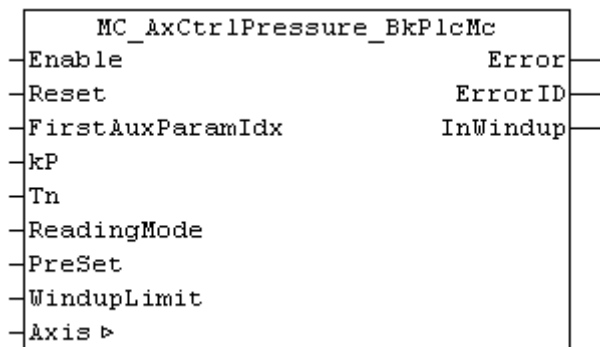 MC_AxCtrlPressure_BkPlcMc
Enable Error
Reset ErrorID
FirstAuxParamIdx InWindup
kP
Tn
ReadingMode
PreSet
WindupLimit
Axis ▷